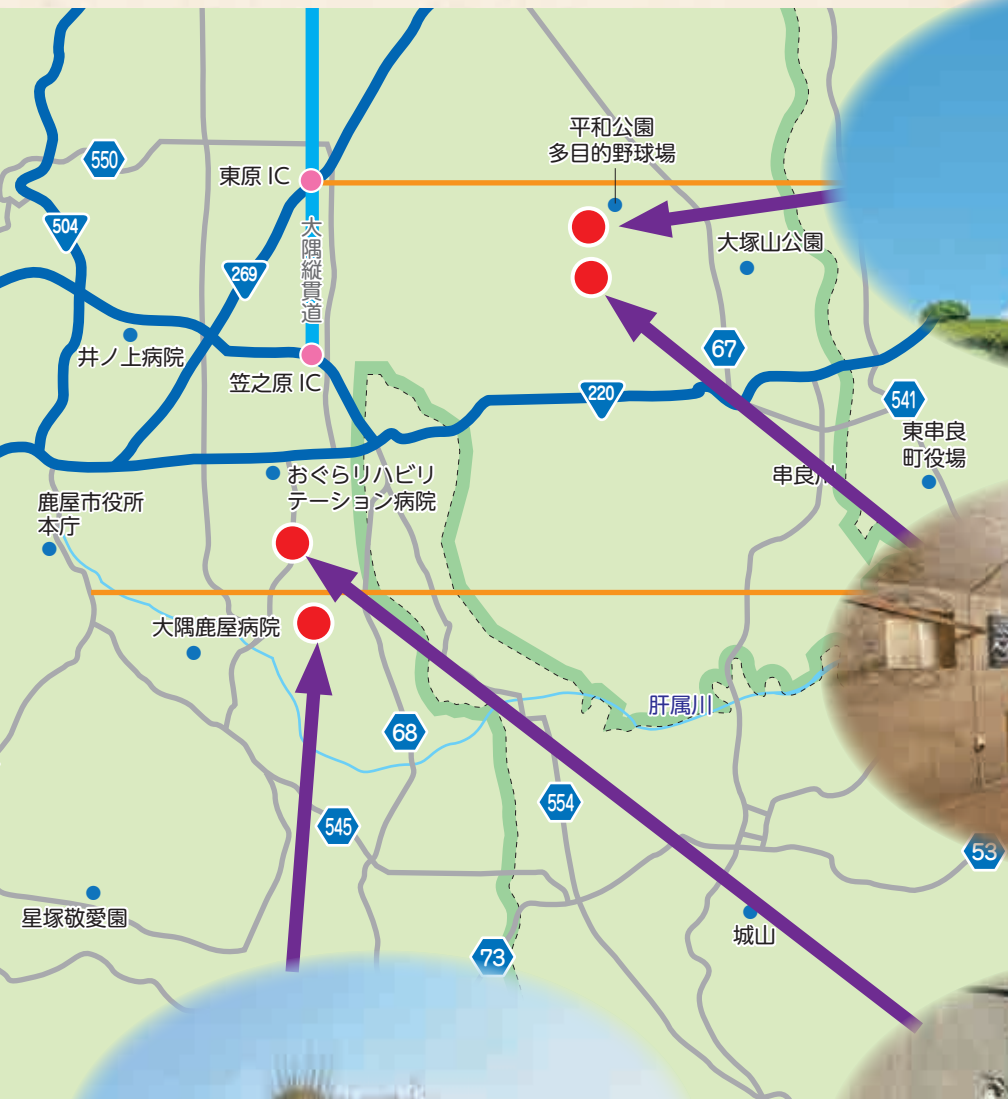 平和公園
多目的野球場
550
東原 IC
504
大隅縦貫道
大塚山公園
269
67
井ノ上病院
笠之原 IC
220
541
東串良
町役場
おぐらリハビリ
テーション病院
串良川
鹿屋市役所
本庁
大隅鹿屋病院
肝属川
68
554
545
53
星塚敬愛園
城山
73